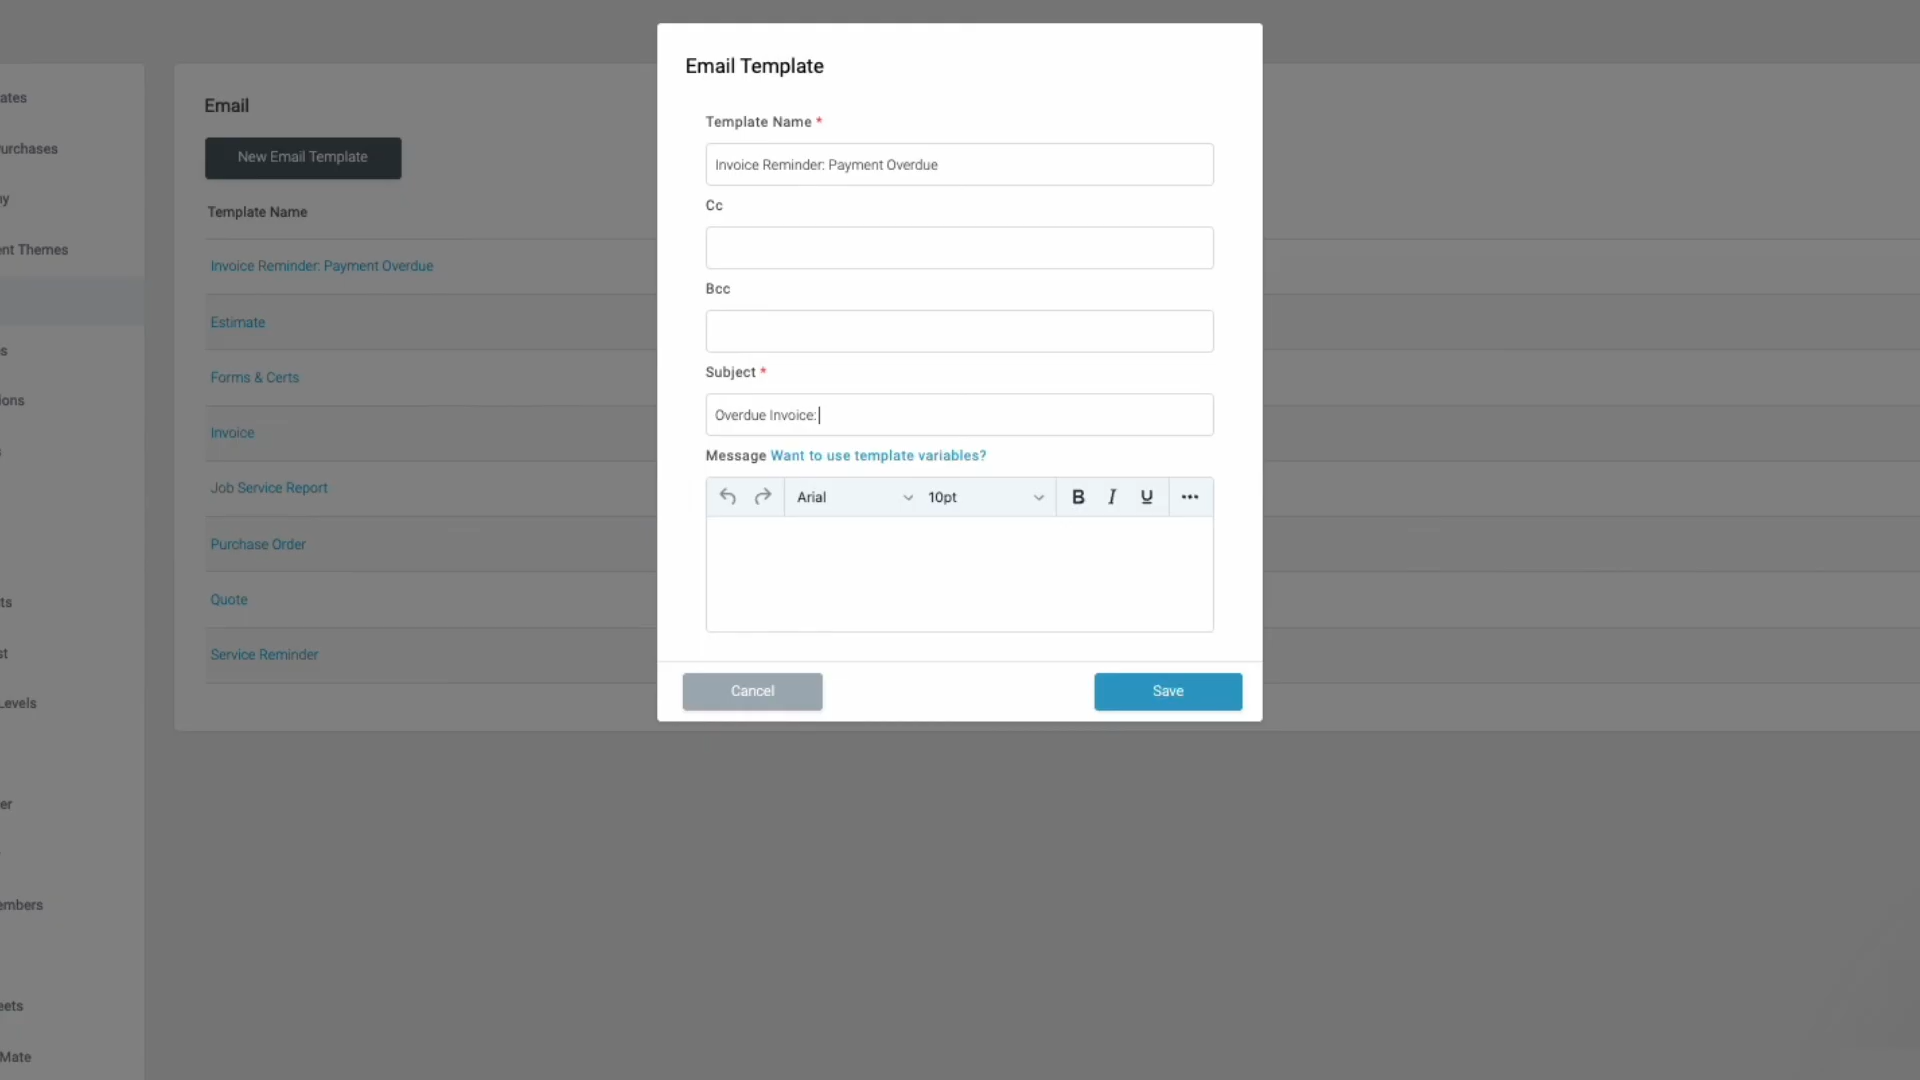 Email Template
Template Name *
Invoice Reminder: Payment Overdue
Cc
Bcc
Subject *
Overdue Invoice:
Message Want to use template variables?
Arial
10pt
B I U
Cancel
Save
Email
New Email Template
Template Name
Invoice Reminder: Payment Overdue
Estimate
Forms & Certs
Invoice
Job Service Report
Purchase Order
Quote
Service Reminder
ates
urchases
y
ent Themes
s
ions
ts
st
Levels
er
embers
eets
Mate